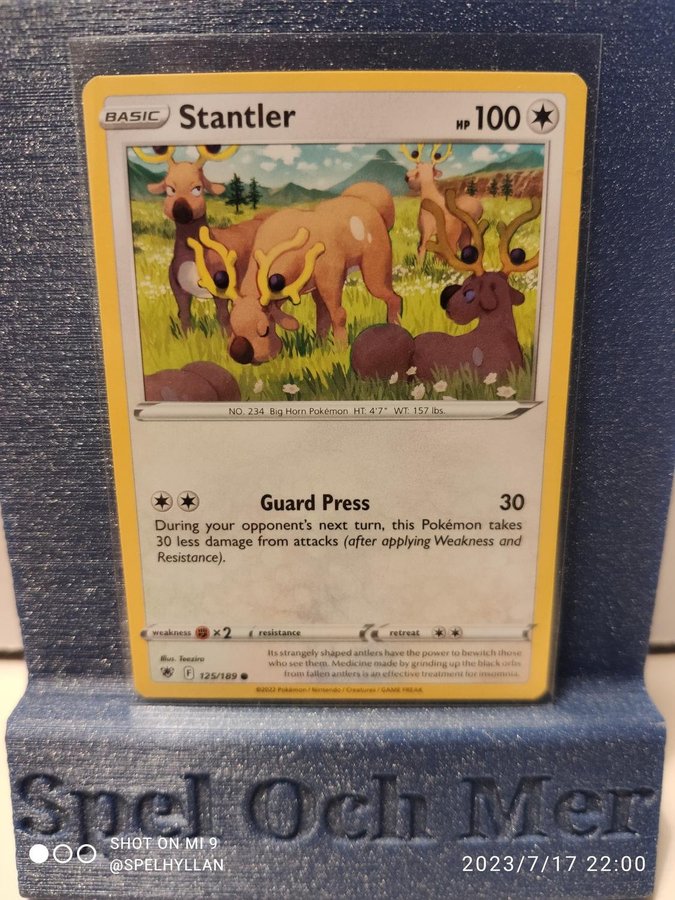 BASIC Stantler HP 100
NO. 234 Big Horn Pokémon HT: 4'7" WT: 157 lbs.
Guard Press 30
During your opponent's next turn, this Pokémon takes
30 less damage from attacks (after applying Weakness and
Resistance).
weakness ×2 resistance retreat
Illus. Teeziro
Its strangely shaped antlers have the power to bewitch those
who see them. Medicine made by grinding up the black orbs
from fallen antlers is an effective treatment for insomnia.
F 125/189
©2022 Pokémon / Nintendo / Creatures / GAME FREAK
Spel Och Mer
SHOT ON MI 9
@SPELHYLLAN
2023/7/17 22:00